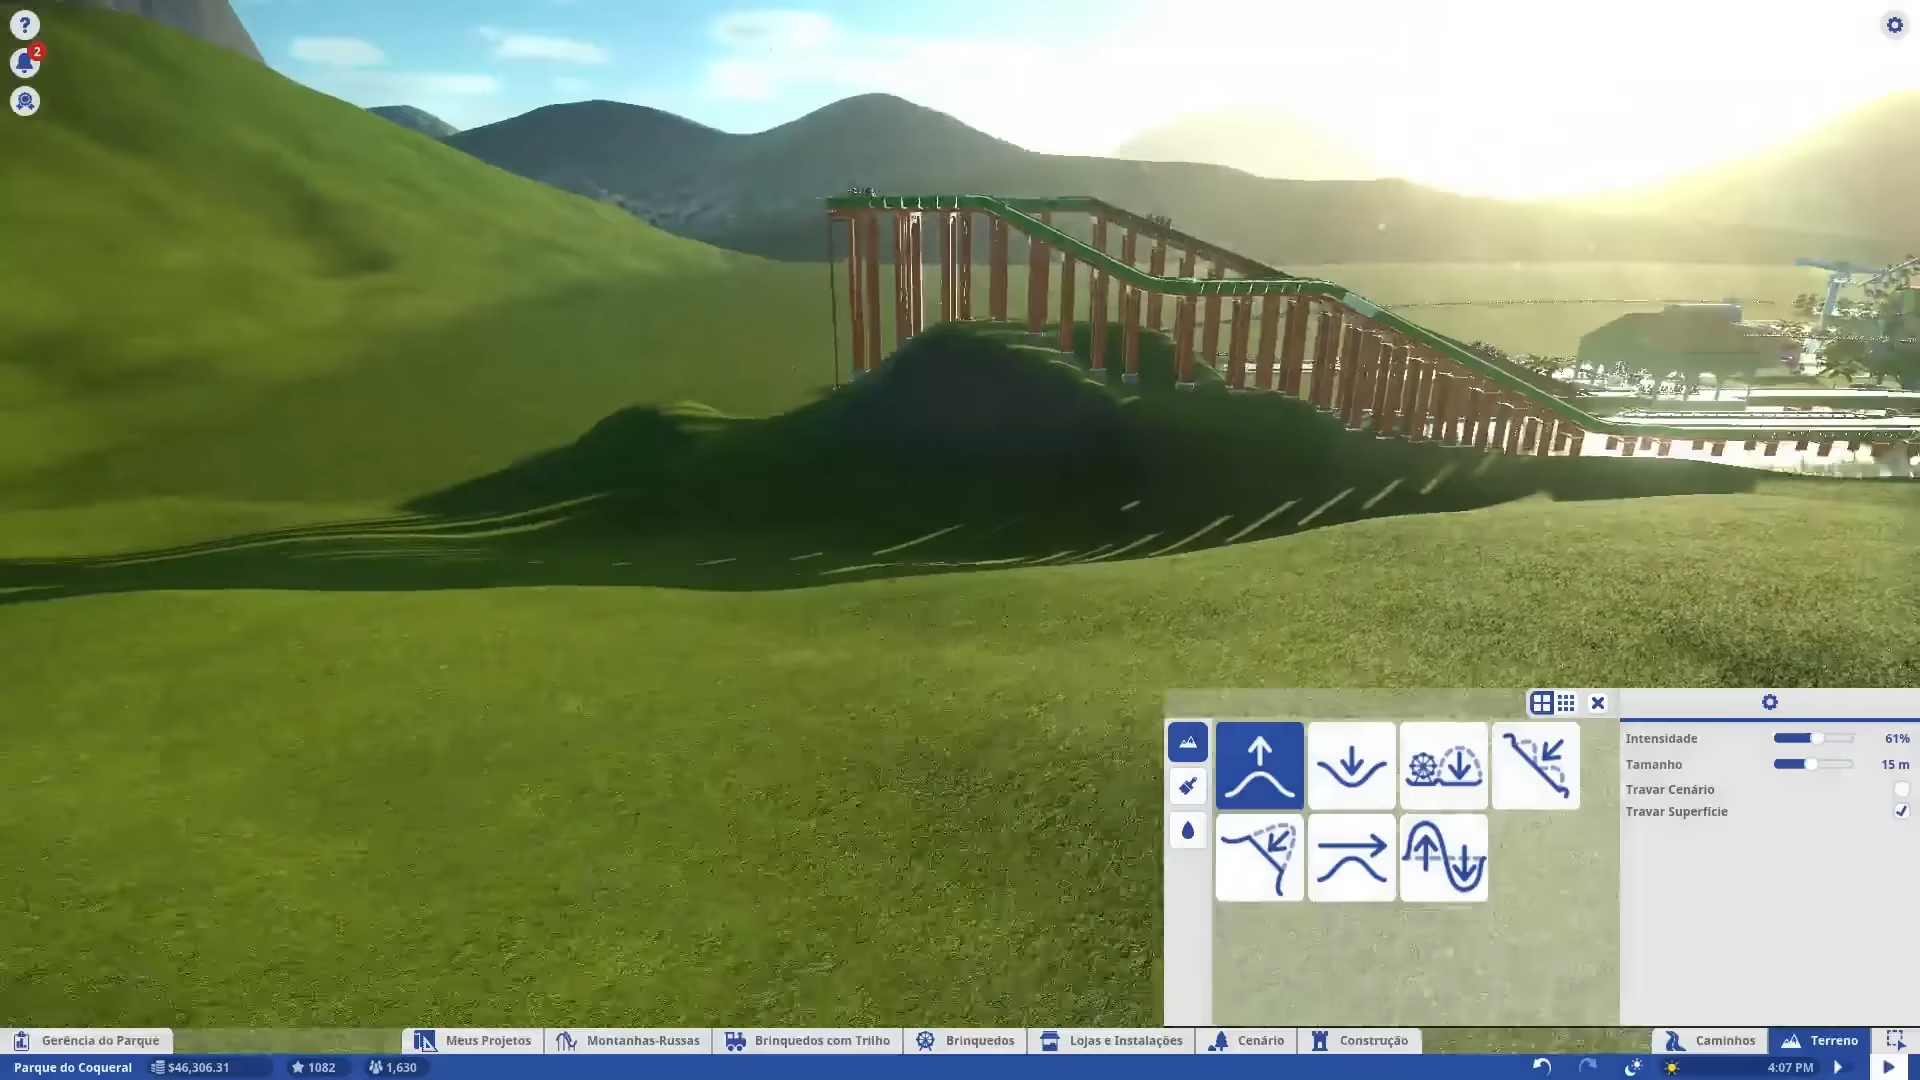 ?
2
Intensidade 61%
Tamanho 15 m
Travar Cenário
Travar Superfície
Gerência do Parque
Meus Projetos
Montanhas-Russas
Brinquedos com Trilho
Brinquedos
Lojas e Instalações
Cenário
Construção
Caminhos
Terreno
Parque do Coqueral
$46,306.31
1082
1,630
4:07 PM